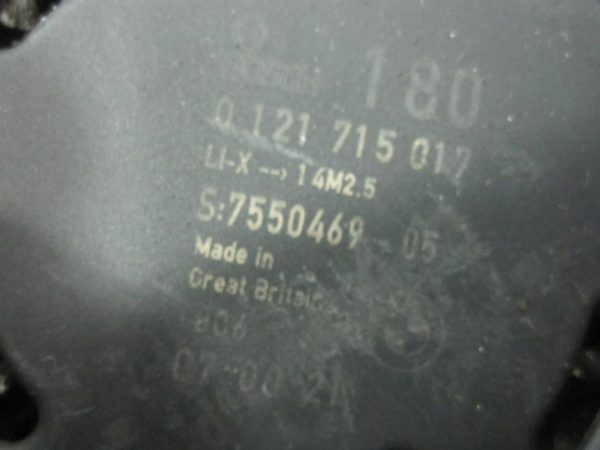 180
0 121 715 017
LI-X --> 14M2.5
S:7550469 05
Made in
Great Britain